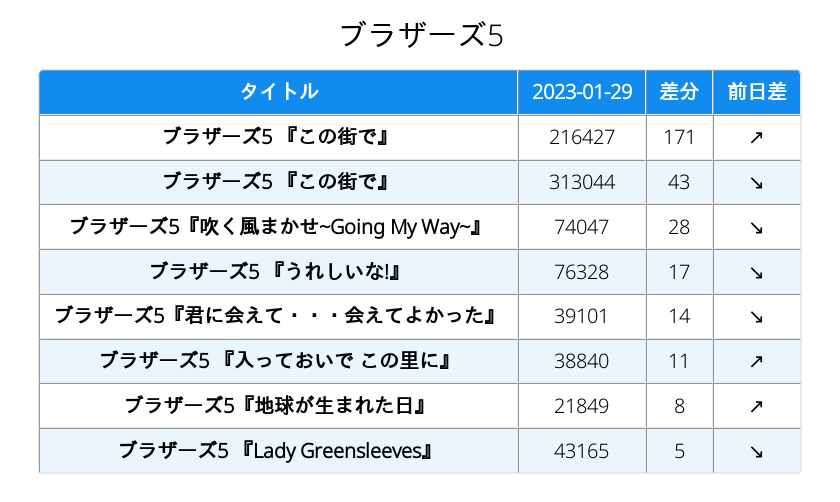 ブラザーズ5
タイトル 2023-01-29 差分 前日差
ブラザーズ5 『この街で』 216427 171 ↗
ブラザーズ5 『この街で』 313044 43 ↘
ブラザーズ5『吹く風まかせ~Going My Way~』 74047 28 ↘
ブラザーズ5 『うれしいな!』 76328 17 ↘
ブラザーズ5『君に会えて・・・会えてよかった』 39101 14 ↘
ブラザーズ5 『入っておいで この里に』 38840 11 ↗
ブラザーズ5『地球が生まれた日』 21849 8 ↗
ブラザーズ5 『Lady Greensleeves』 43165 5 ↘